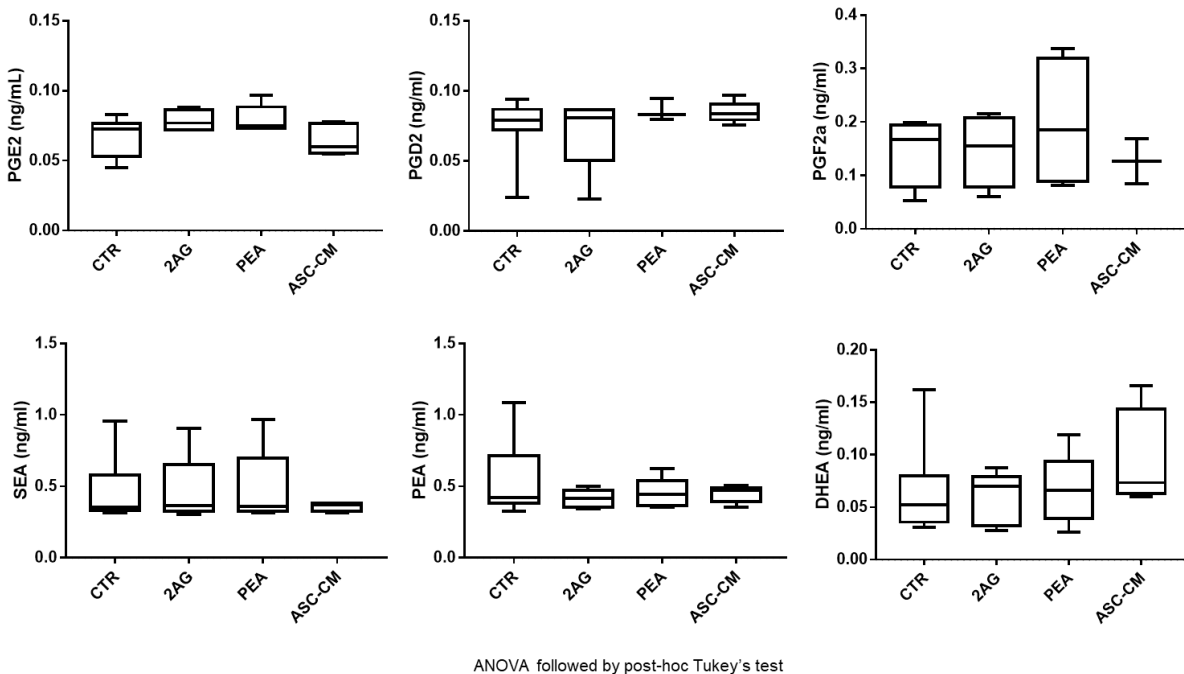 0.15
0.10
0.05
0.00
PGE2 (ng/mL)
CTR
2AG
PEA
ASC-CM
0.15
0.10
0.05
0.00
PGD2 (ng/ml)
CTR
2AG
PEA
ASC-CM
0.4
0.3
0.2
0.1
0.0
PGF2a (ng/ml)
CTR
2AG
PEA
ASC-CM
1.5
1.0
0.5
0.0
SEA (ng/ml)
CTR
2AG
PEA
ASC-CM
1.5
1.0
0.5
0.0
PEA (ng/ml)
CTR
2AG
PEA
ASC-CM
0.20
0.15
0.10
0.05
0.00
DHEA (ng/ml)
CTR
2AG
PEA
ASC-CM
ANOVA followed by post-hoc Tukey's test